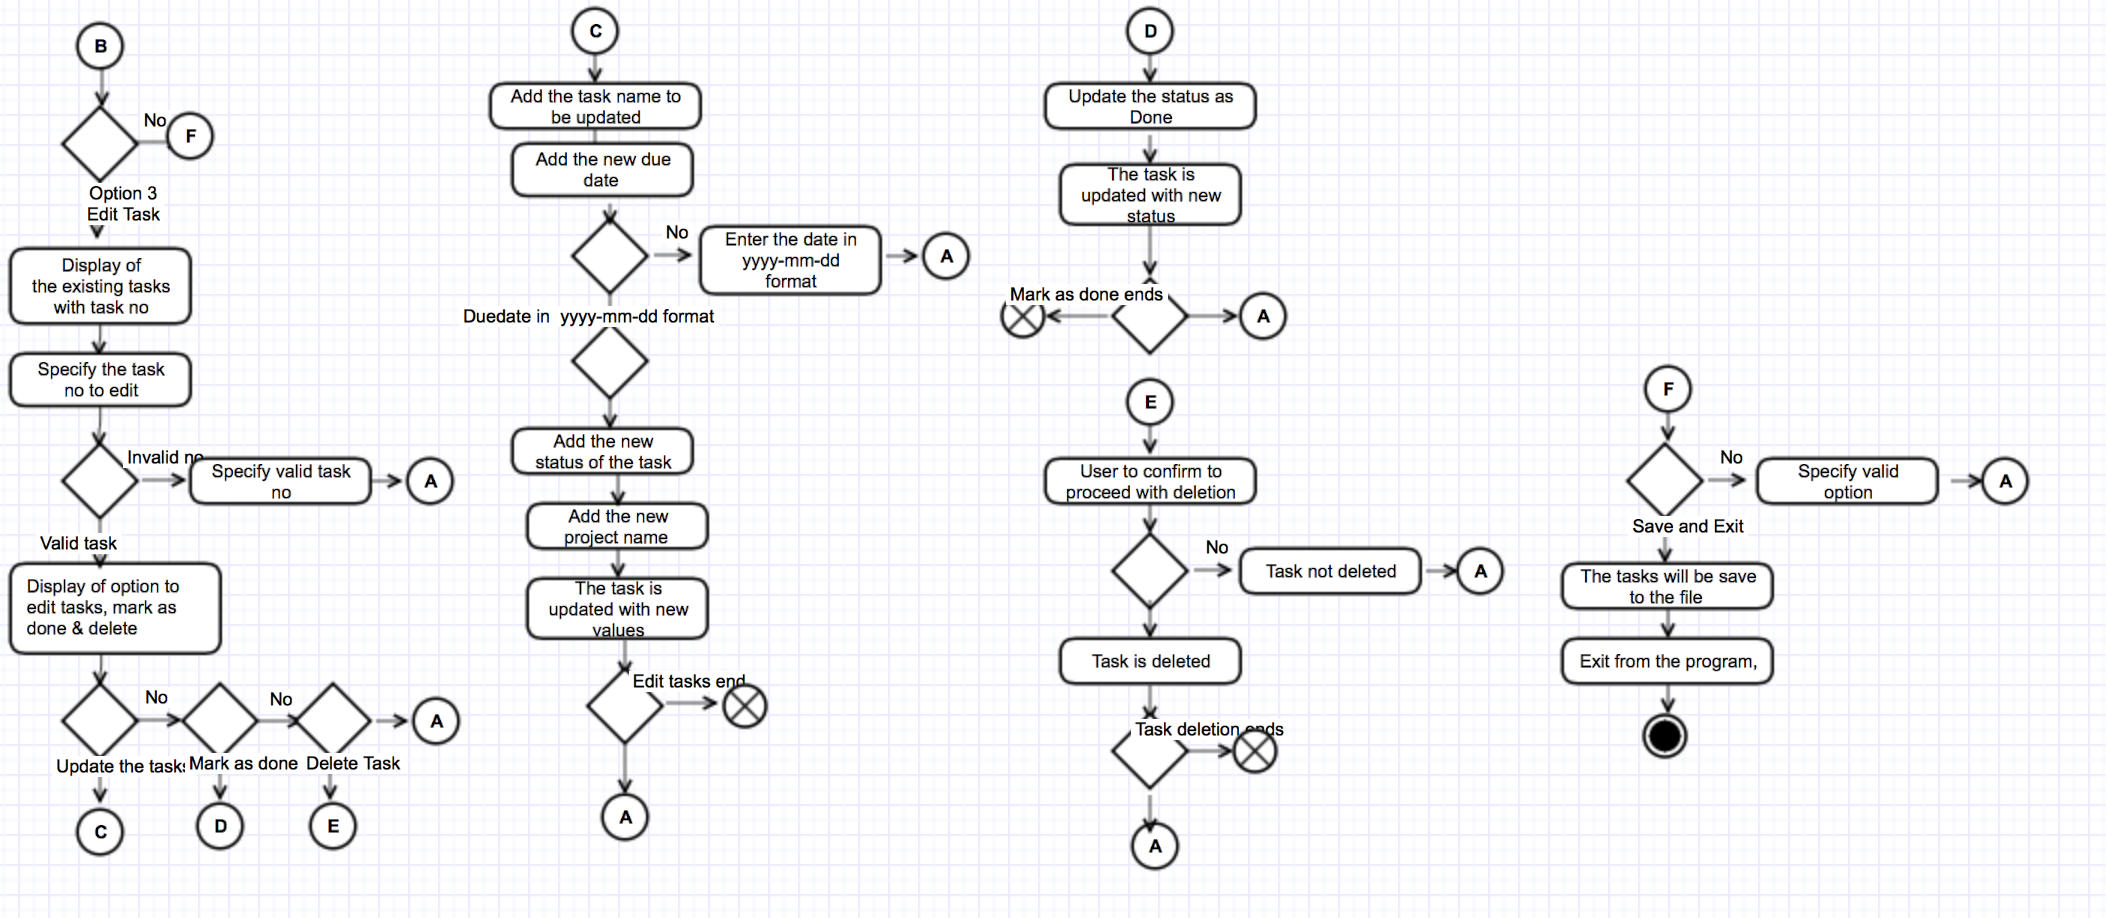 B
No
F
Option 3
Edit Task
Display of
the existing tasks
with task no
Specify the task
no to edit
Invalid no
Specify valid task
no
A
Valid task
Display of option to
edit tasks, mark as
done & delete
No
No
A
Update the tasks
Mark as done
Delete Task
C
D
E
C
Add the task name to
be updated
Add the new due
date
No
Enter the date in
yyyy-mm-dd
format
A
Duedate in yyyy-mm-dd format
Add the new
status of the task
Add the new
project name
The task is
updated with new
values
Edit tasks end
A
D
Update the status as
Done
The task is
updated with new
status
Mark as done ends
A
E
User to confirm to
proceed with deletion
No
Task not deleted
A
Task is deleted
Task deletion ends
A
F
No
Specify valid
option
A
Save and Exit
The tasks will be save
to the file
Exit from the program,